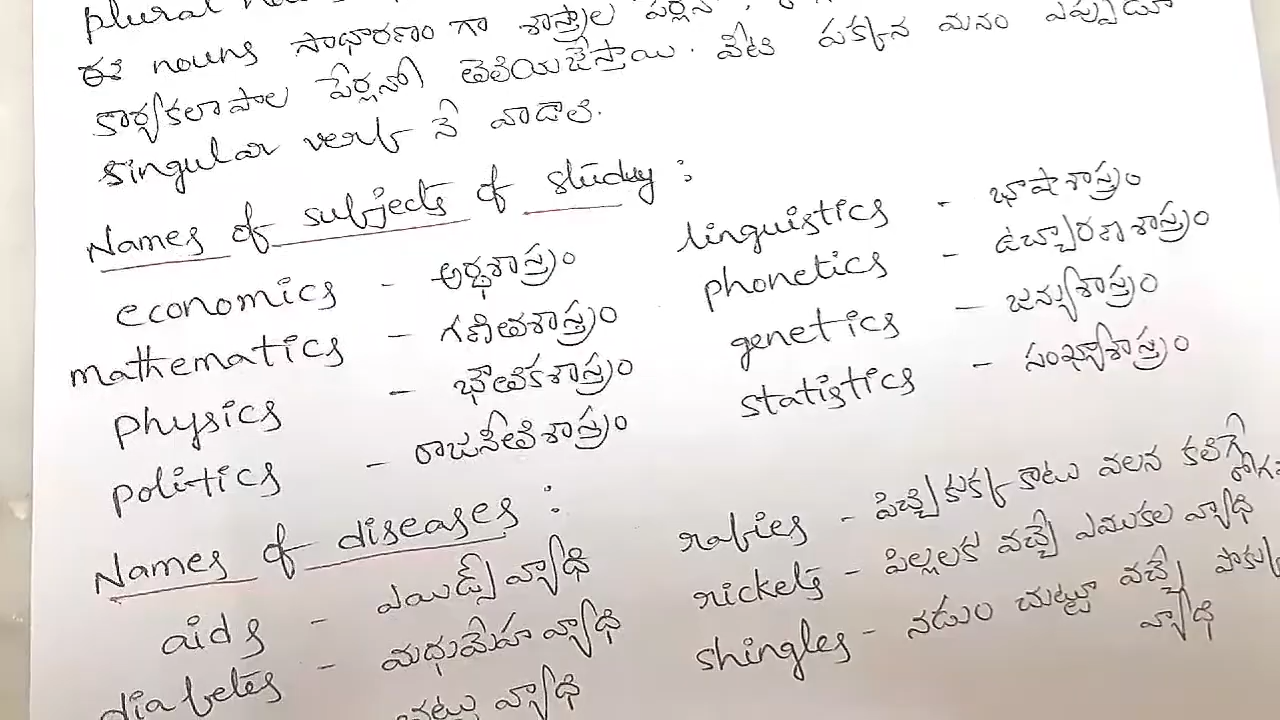 plural
ఈ nouns సాధారణం గా శాస్త్రాల పేర్లని,
కార్యకలాపాల పేర్లనో తెలియజేస్తాయి. వీటి పక్కన మనం ఎప్పుడూ
singular verb నే వాడాలి.
Names of subjects of study :
economics - అర్థశాస్త్రం
linguistics - భాషాశాస్త్రం
mathematics - గణితశాస్త్రం
phonetics - ఉచ్చారణశాస్త్రం
physics - భౌతికశాస్త్రం
genetics - జన్యుశాస్త్రం
politics - రాజనీతిశాస్త్రం
statistics - సంఖ్యాశాస్త్రం
Names of diseases :
rabies - పిచ్చికుక్క కాటు వలన కలిగే
aids - ఎయిడ్స్ వ్యాధి
rickets - పిల్లలకు వచ్చే ఎముకల వ్యాధి
diabetes - మధుమేహ వ్యాధి
shingles - నడుం చుట్టూ వచ్చే
వ్యాధి
వ్యాధి